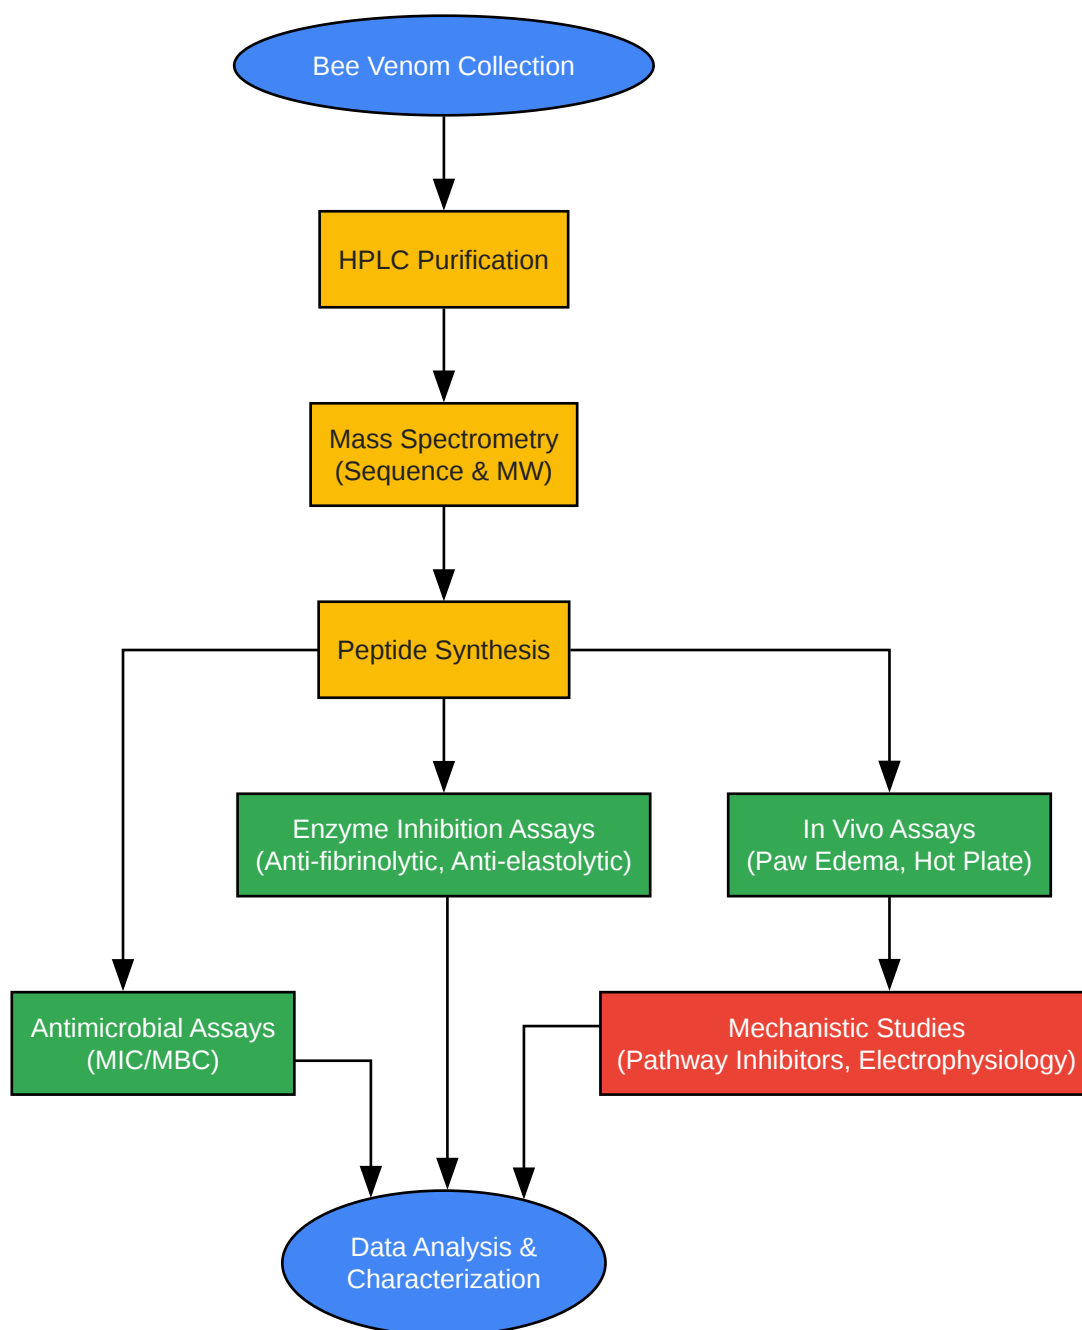 Bee Venom Collection
HPLC Purification
Mass Spectrometry
(Sequence & MW)
Peptide Synthesis
Enzyme Inhibition Assays
(Anti-fibrinolytic, Anti-elastolytic)
In Vivo Assays
(Paw Edema, Hot Plate)
Antimicrobial Assays
(MIC/MBC)
Mechanistic Studies
(Pathway Inhibitors, Electrophysiology)
Data Analysis &
Characterization